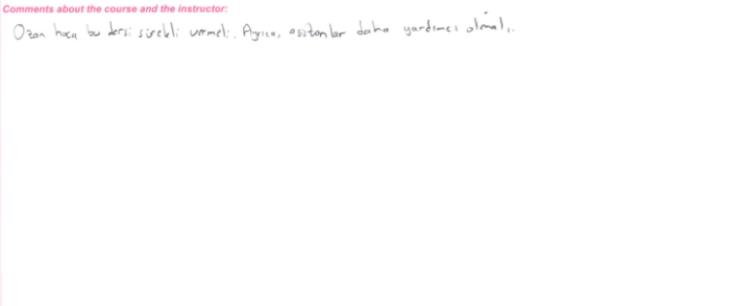 Comments about the course and the instructor:
Ozan hoca bu dersi sürekli vermeli. Ayrıca, asistanlar daha yardımcı olmalı.